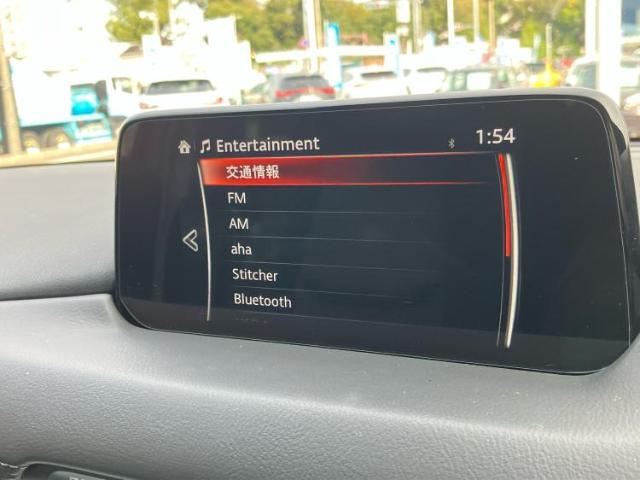 Entertainment
1:54
交通情報
FM
AM
aha
Stitcher
Bluetooth